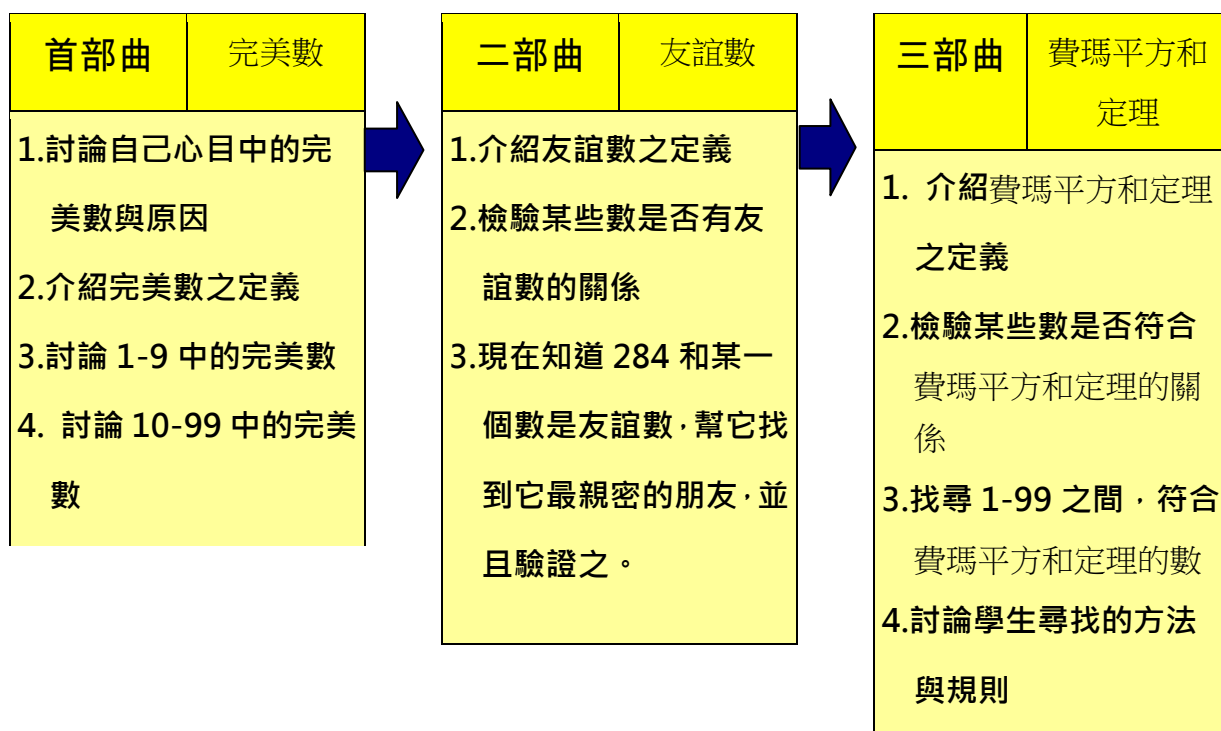 首部曲
完美數
1.討論自己心目中的完
美數與原因
2.介紹完美數之定義
3.討論 1-9 中的完美數
4. 討論 10-99 中的完美
數
二部曲
友誼數
1.介紹友誼數之定義
2.檢驗某些數是否有友
誼數的關係
3.現在知道 284 和某一
個數是友誼數，幫它找
到它最親密的朋友，並
且驗證之。
三部曲
費瑪平方和
定理
1. 介紹費瑪平方和定理
之定義
2.檢驗某些數是否符合
費瑪平方和定理的關
係
3.找尋 1-99 之間，符合
費瑪平方和定理的數
4.討論學生尋找的方法
與規則